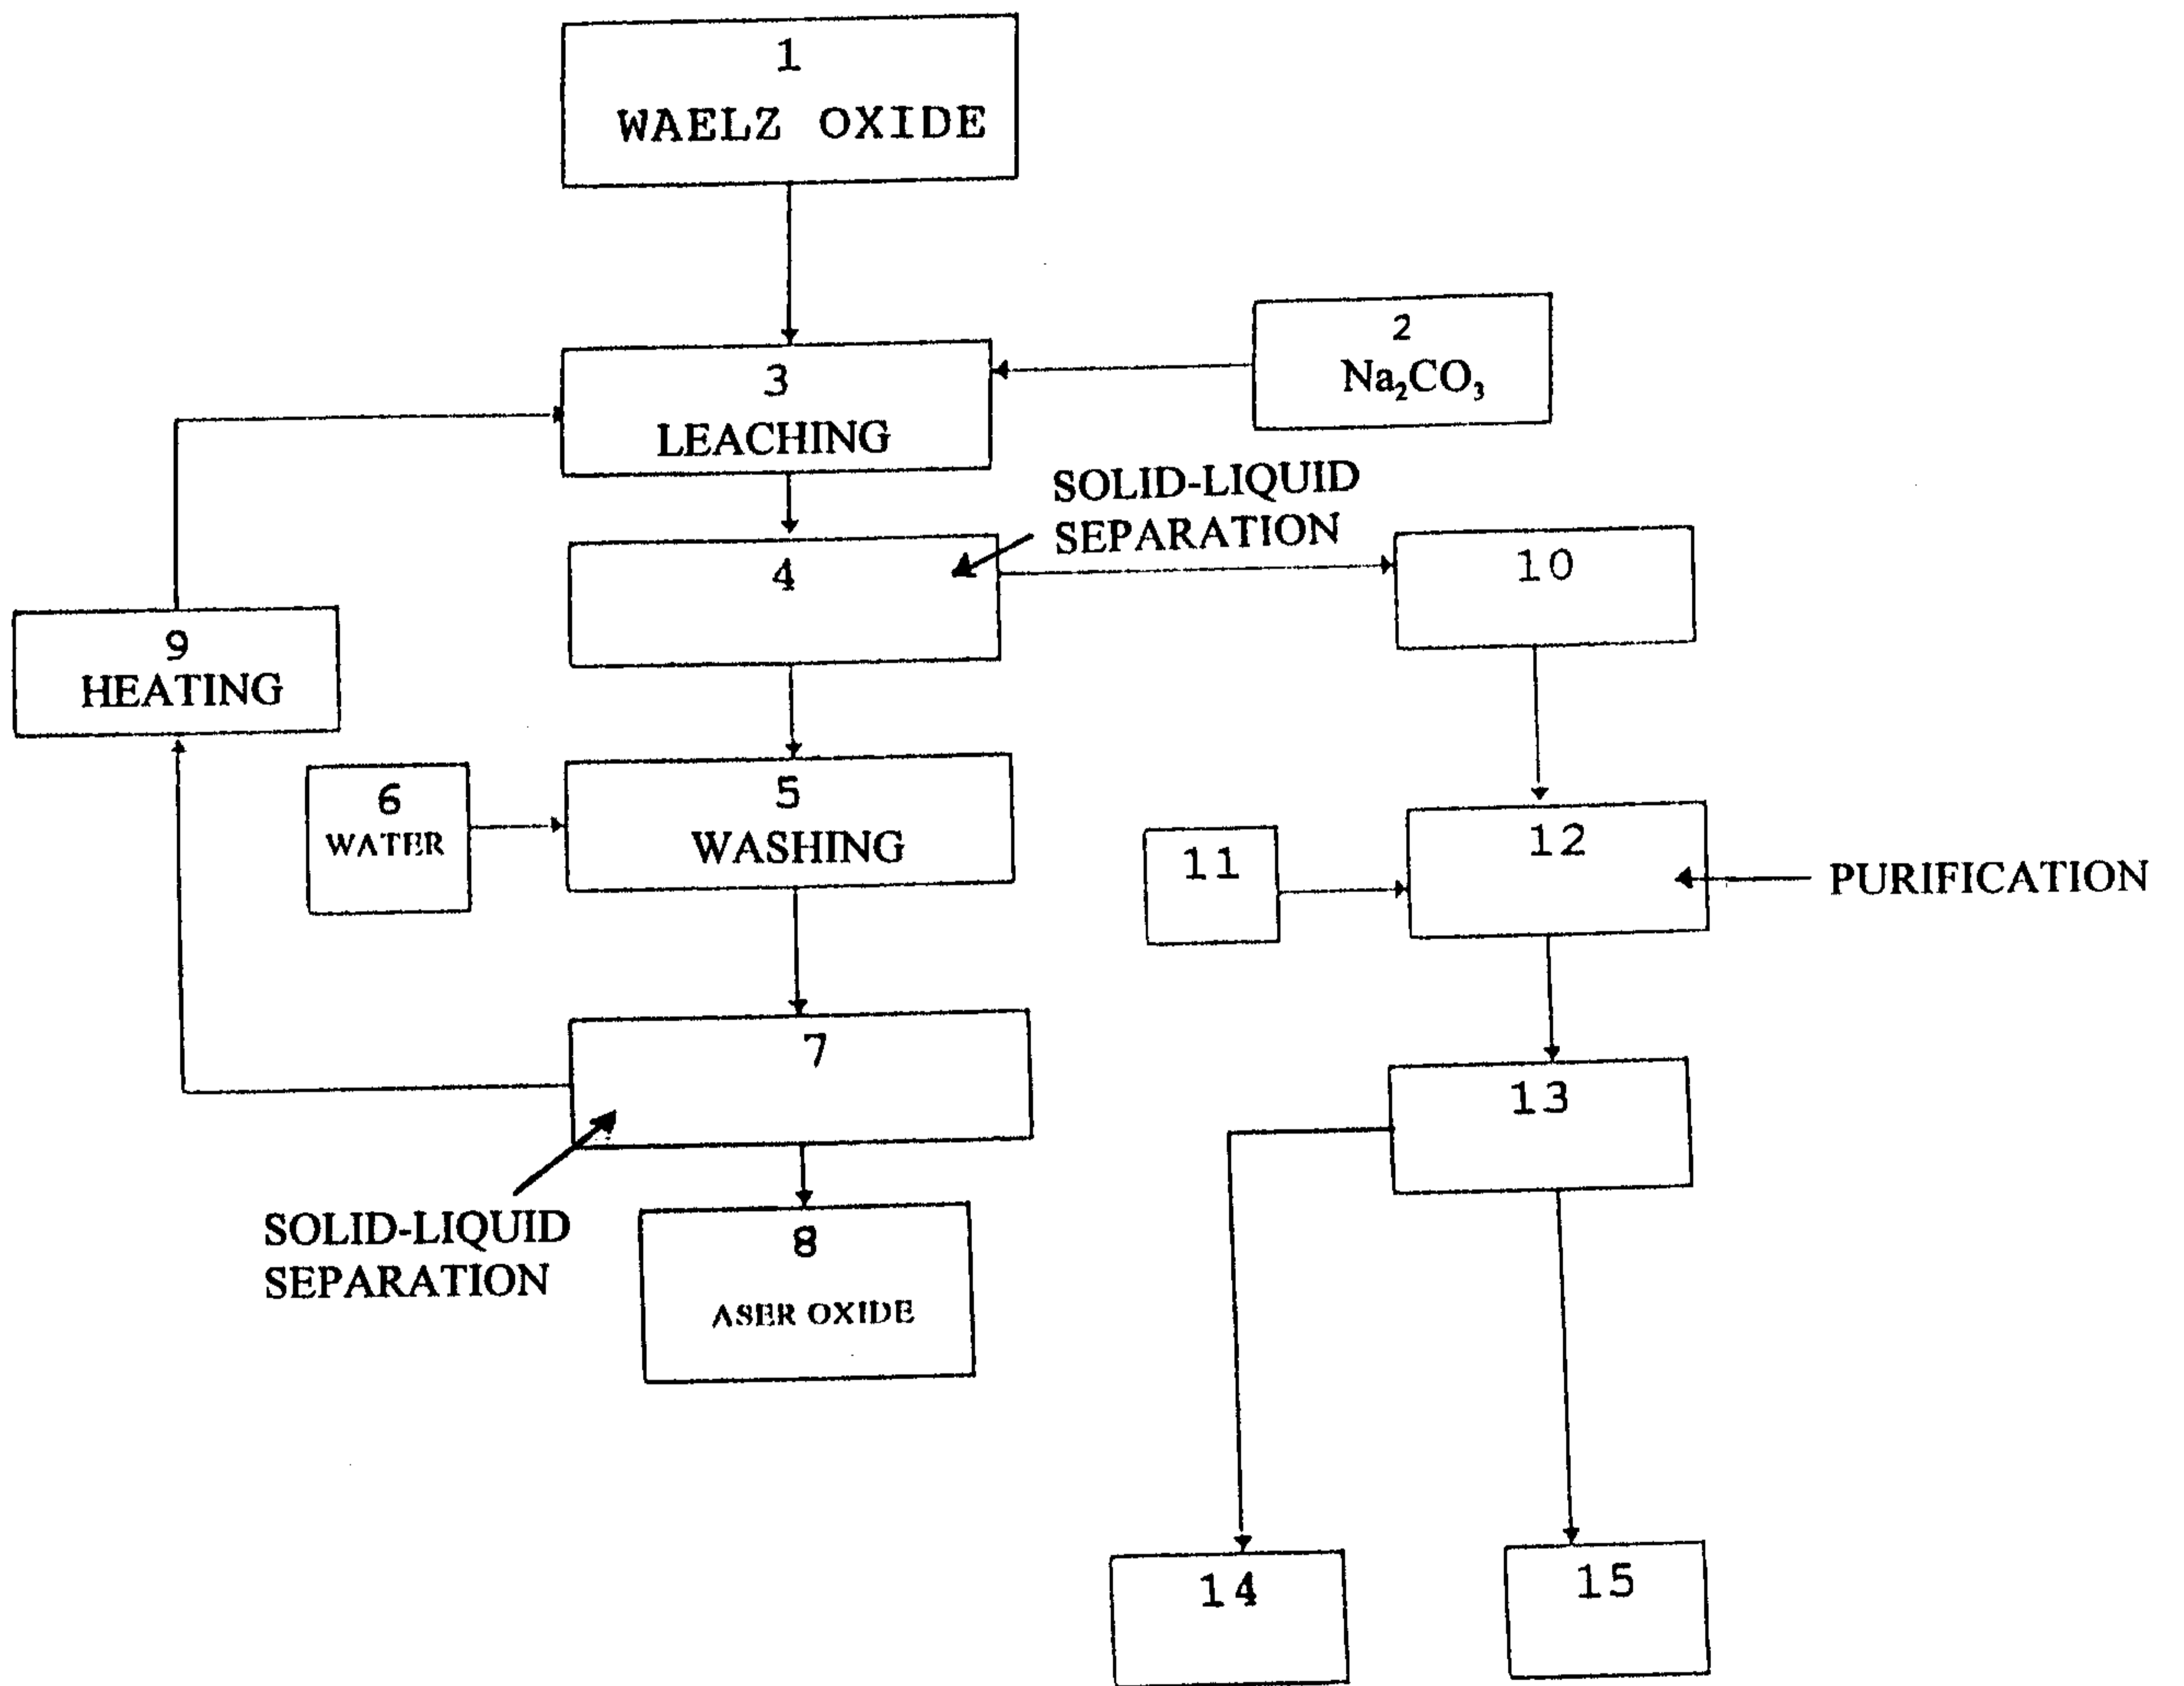 1
WAELZ OXIDE
2
Na₂CO₃
3
LEACHING
SOLID-LIQUID
SEPARATION
4
10
9
HEATING
6
WATER
5
WASHING
11
12
PURIFICATION
7
13
SOLID-LIQUID
SEPARATION
8
ASER OXIDE
14
15